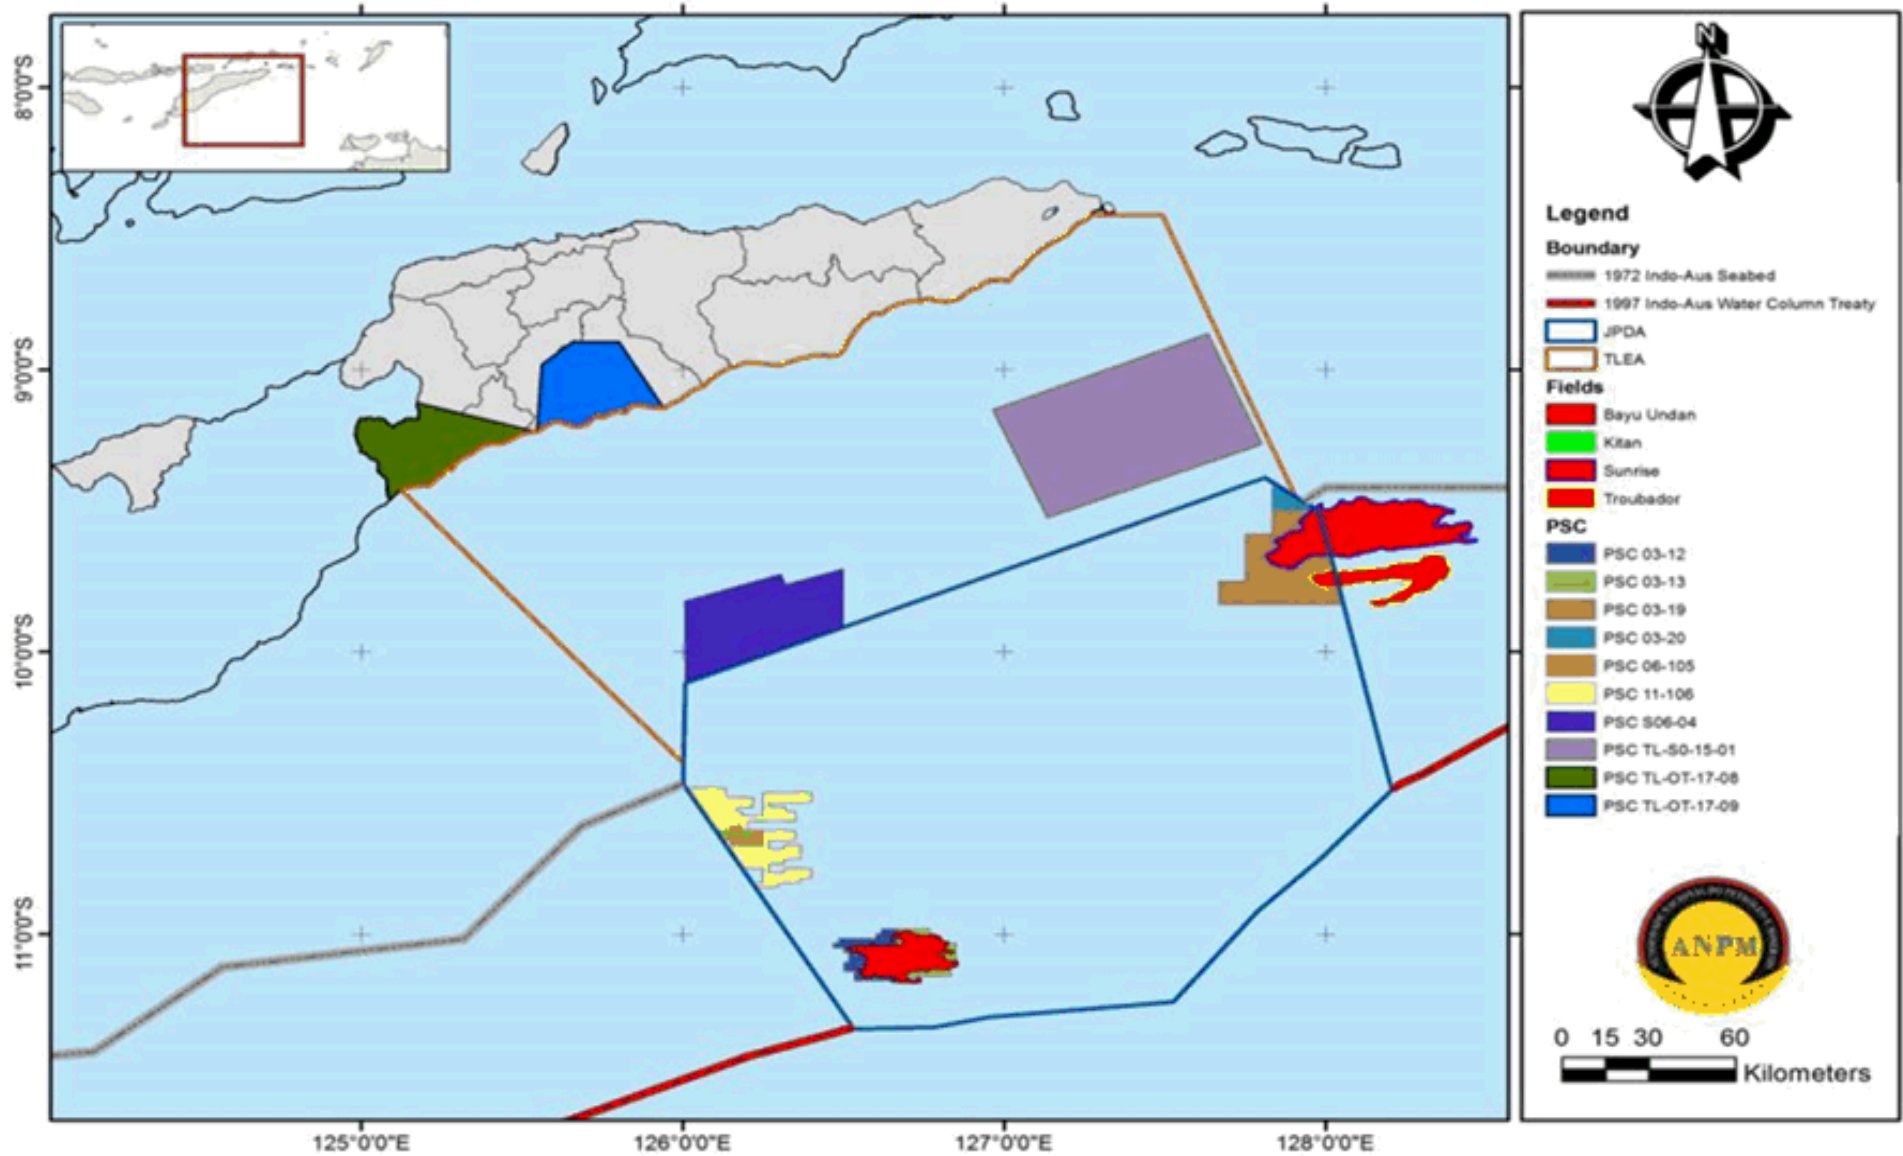 8°0'0"S
9°0'0"S
10°0'0"S
11°0'0"S
125°0'0"E
126°0'0"E
127°0'0"E
128°0'0"E
N
Legend
Boundary
1972 Indo-Aus Seabed
1997 Indo-Aus Water Column Treaty
JPDA
TLEA
Fields
Bayu Undan
Kitan
Sunrise
Troubador
PSC
PSC 03-12
PSC 03-13
PSC 03-19
PSC 03-20
PSC 06-105
PSC 11-106
PSC S06-04
PSC TL-S0-15-01
PSC TL-OT-17-08
PSC TL-OT-17-09
ANPM
0 15 30 60
Kilometers